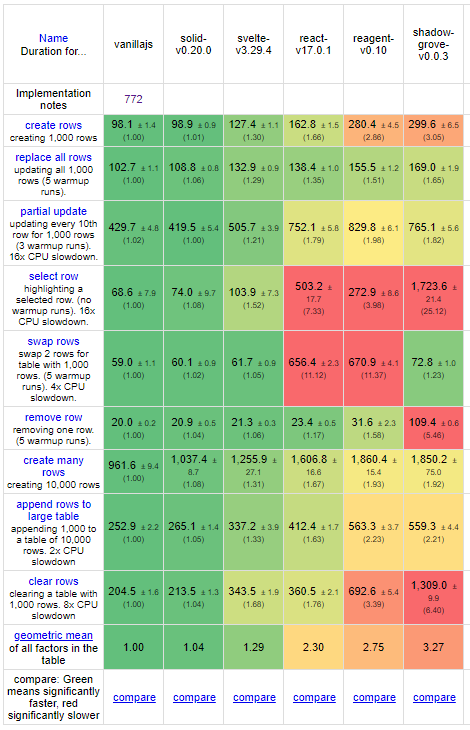 Name
Duration for...
vanillajs
solid-
v0.20.0
svelte-
v3.29.4
react-
v17.0.1
reagent-
v0.10
shadow-
grove-
v0.0.3
Implementation
notes
772
create rows
creating 1,000 rows
98.1 ± 1.4
(1.00)
98.9 ± 0.9
(1.01)
127.4 ± 1.1
(1.30)
162.8 ± 1.5
(1.66)
280.4 ± 4.5
(2.86)
299.6 ± 6.5
(3.05)
replace all rows
updating all 1,000
rows (5 warmup
runs).
102.7 ± 1.1
(1.00)
108.8 ± 0.8
(1.06)
132.9 ± 0.9
(1.29)
138.4 ± 1.0
(1.35)
155.5 ± 1.2
(1.51)
169.0 ± 1.9
(1.65)
partial update
updating every 10th
row for 1,000 rows
(3 warmup runs).
16x CPU slowdown.
429.7 ± 4.8
(1.02)
419.5 ± 5.4
(1.00)
505.7 ± 3.9
(1.21)
752.1 ± 5.8
(1.79)
829.8 ± 6.1
(1.98)
765.1 ± 5.6
(1.82)
select row
highlighting a
selected row. (no
warmup runs). 16x
CPU slowdown.
68.6 ± 7.9
(1.00)
74.0 ± 9.7
(1.08)
103.9 ± 7.3
(1.52)
503.2 ±
17.7
(7.33)
272.9 ± 8.6
(3.98)
1,723.6
± 21.4
(25.12)
swap rows
swap 2 rows for
table with 1,000
rows. (5 warmup
runs). 4x CPU
slowdown.
59.0 ± 1.1
(1.00)
60.1 ± 0.9
(1.02)
61.7 ± 0.9
(1.05)
656.4 ± 2.3
(11.12)
670.9 ± 4.1
(11.37)
72.8 ± 1.0
(1.23)
remove row
removing one row.
(5 warmup runs).
20.0 ± 0.2
(1.00)
20.9 ± 0.5
(1.04)
21.3 ± 0.3
(1.06)
23.4 ± 0.5
(1.17)
31.6 ± 2.3
(1.58)
109.4 ± 0.6
(5.46)
create many
rows
creating 10,000 rows
961.6 ± 9.4
(1.00)
1,037.4 ±
8.7
(1.08)
1,255.9 ±
27.1
(1.31)
1,606.8 ±
16.6
(1.67)
1,860.4 ±
15.4
(1.93)
1,850.2 ±
75.0
(1.92)
append rows to
large table
appending 1,000 to
a table of 10,000
rows. 2x CPU
slowdown
252.9 ± 2.2
(1.00)
265.1 ± 1.4
(1.05)
337.2 ± 3.9
(1.33)
412.4 ± 1.7
(1.63)
563.3 ± 3.7
(2.23)
559.3 ± 4.4
(2.21)
clear rows
clearing a table with
1,000 rows. 8x CPU
slowdown
204.5 ± 1.6
(1.00)
213.5 ± 1.3
(1.04)
343.5 ± 1.9
(1.68)
360.5 ± 2.1
(1.76)
692.6 ± 5.4
(3.39)
1,309.0 ±
9.9
(6.40)
geometric mean
of all factors in the
table
1.00
1.04
1.29
2.30
2.75
3.27
compare: Green
means significantly
faster, red
significantly slower
compare
compare
compare
compare
compare
compare